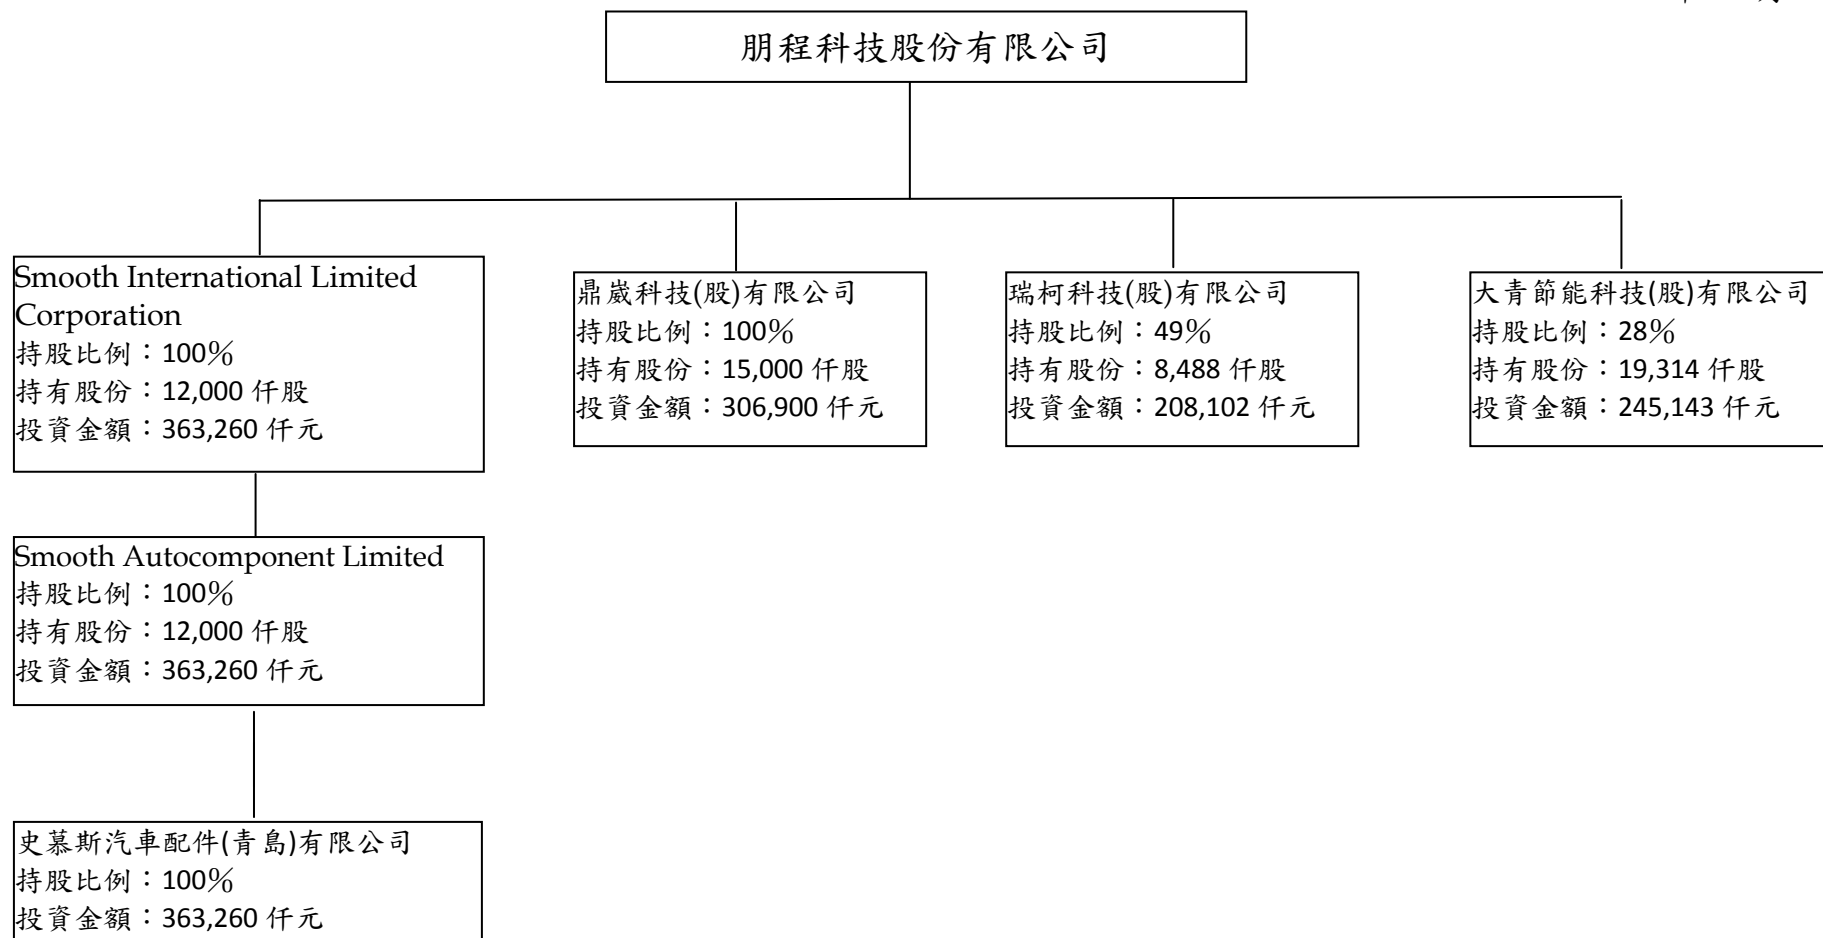 朋程科技股份有限公司
Smooth International Limited
Corporation
持股比例：100%
持有股份：12,000 仟股
投資金額：363,260 仟元
鼎崴科技(股)有限公司
持股比例：100%
持有股份：15,000 仟股
投資金額：306,900 仟元
瑞柯科技(股)有限公司
持股比例：49%
持有股份：8,488 仟股
投資金額：208,102 仟元
大青節能科技(股)有限公司
持股比例：28%
持有股份：19,314 仟股
投資金額：245,143 仟元
Smooth Autocomponent Limited
持股比例：100%
持有股份：12,000 仟股
投資金額：363,260 仟元
史慕斯汽車配件(青島)有限公司
持股比例：100%
投資金額：363,260 仟元